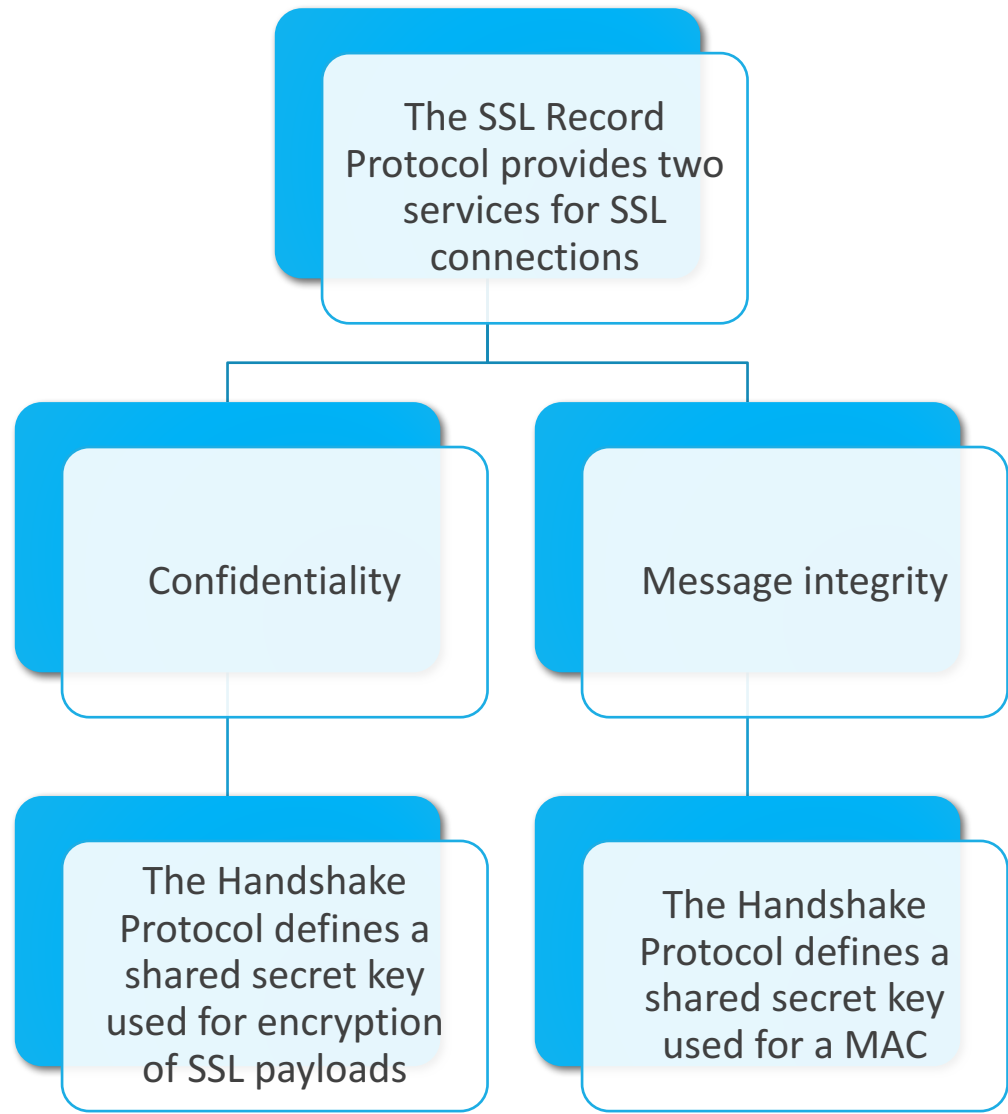 The SSL Record
Protocol provides two
services for SSL
connections
Confidentiality
Message integrity
The Handshake
Protocol defines a
shared secret key
used for encryption
of SSL payloads
The Handshake
Protocol defines a
shared secret key
used for a MAC